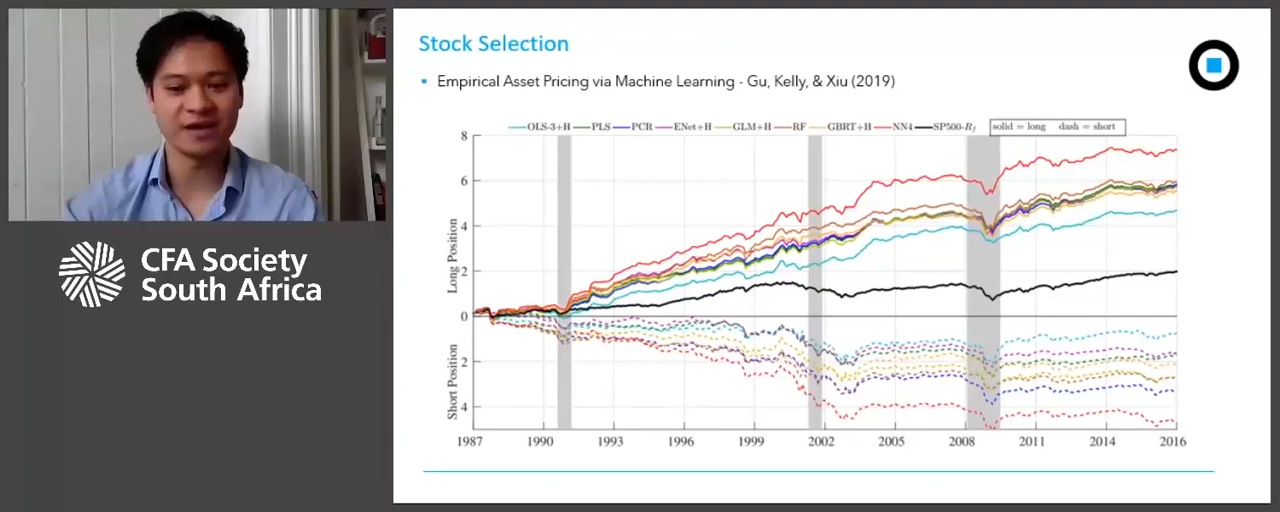 Stock Selection
▪ Empirical Asset Pricing via Machine Learning - Gu, Kelly, & Xiu (2019)
OLS-3+H PLS PCR ENet+H GLM+H RF GBRT+H NN4 SP500-Rf solid = long dash = short
8
6
4
2
0
2
4
Long Position
Short Position
1987 1990 1993 1996 1999 2002 2005 2008 2011 2014 2016
CFA Society
South Africa